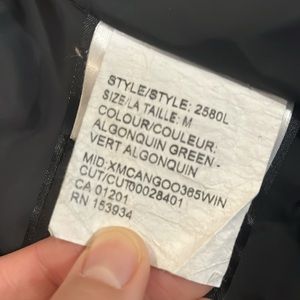 STYLE/STYLE: 2580L
SIZE/LA TAILLE: M
COLOUR/COULEUR:
ALGONQUIN GREEN -
VERT ALGONQUIN
MID: XMCANGOO365WIN
CUT/CUT00028401
CA 01201
RN 153934